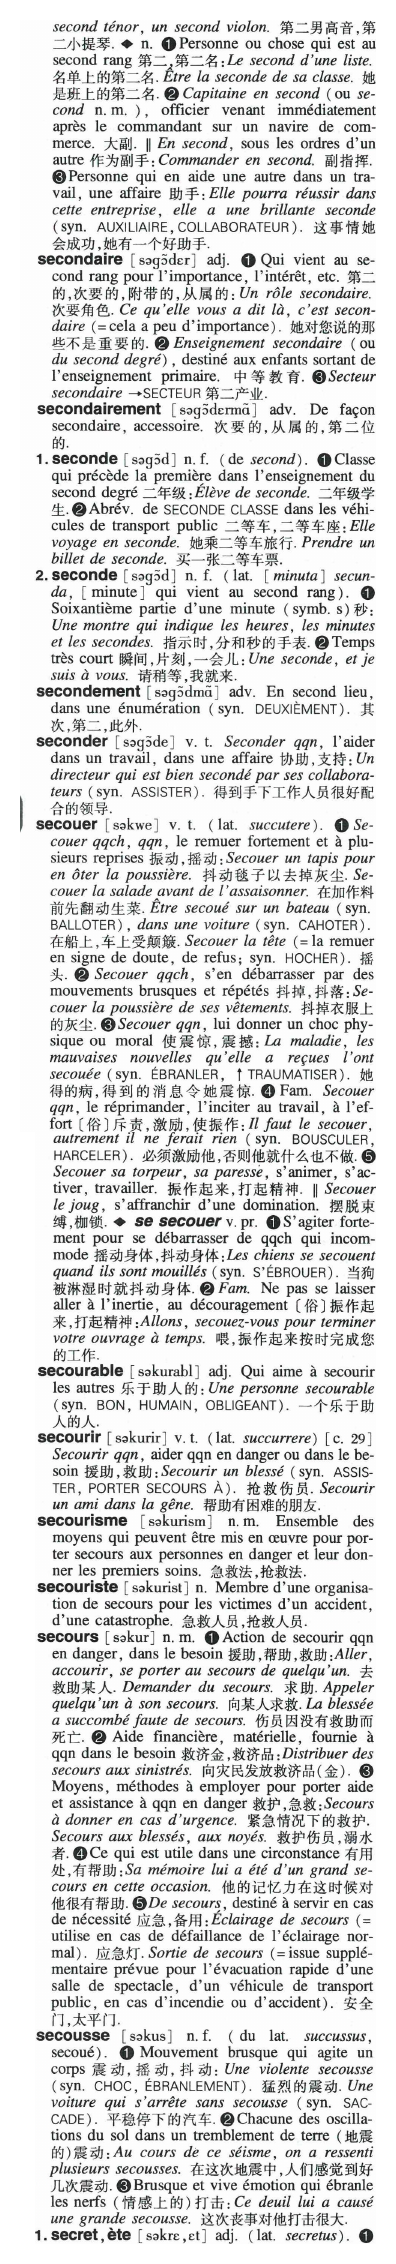 second ténor, un second violon. 第二男高音,第
二小提琴. ◆ n. ❶ Personne ou chose qui est au
second rang 第二,第二名: Le second d'une liste.
名单上的第二名. Être la seconde de sa classe. 她
是班上的第二名. ❷ Capitaine en second (ou se-
cond n. m. ), officier venant immédiatement
après le commandant sur un navire de com-
merce. 大副. ‖ En second, sous les ordres d'un
autre 作为副手: Commander en second. 副指挥.
❸ Personne qui en aide une autre dans un tra-
vail, une affaire 助手: Elle pourra réussir dans
cette entreprise, elle a une brillante seconde
(syn. AUXILIAIRE, COLLABORATEUR). 这事情她
会成功,她有一个好助手.
secondaire [səgɔ̃dɛr] adj. ❶ Qui vient au se-
cond rang pour l'importance, l'intérêt, etc. 第二
的,次要的,附带的,从属的: Un rôle secondaire.
次要角色. Ce qu'elle vous a dit là, c'est secon-
daire (= cela a peu d'importance). 她对您说的那
些不是重要的. ❷ Enseignement secondaire (ou
du second degré), destiné aux enfants sortant de
l'enseignement primaire. 中等教育. ❸ Secteur
secondaire →SECTEUR 第二产业.
secondairement [səgɔ̃dɛrmɑ̃] adv. De façon
secondaire, accessoire. 次要的,从属的,第二位
的.
1. seconde [səgɔ̃d] n. f. (de second). ❶ Classe
qui précède la première dans l'enseignement du
second degré 二年级: Élève de seconde. 二年级学
生. ❷ Abrév. de SECONDE CLASSE dans les véhi-
cules de transport public 二等车,二等车座: Elle
voyage en seconde. 她乘二等车旅行. Prendre un
billet de seconde. 买一张二等车票.
2. seconde [səgɔ̃d] n. f. (lat. [minuta] secun-
da, [minute] qui vient au second rang). ❶
Soixantième partie d'une minute (symb. s) 秒:
Une montre qui indique les heures, les minutes
et les secondes. 指示时,分和秒的手表. ❷ Temps
très court 瞬间,片刻,一会儿: Une seconde, et je
suis à vous. 请稍等,我就来.
secondement [səgɔ̃dmɑ̃] adv. En second lieu,
dans une énumération (syn. DEUXIÈMENT). 其
次,第二,此外.
seconder [səgɔ̃de] v. t. Seconder qqn, l'aider
dans un travail, dans une affaire 协助,支持: Un
directeur qui est bien secondé par ses collabora-
teurs (syn. ASSISTER). 得到手下工作人员很好配
合的领导.
secouer [səkwe] v. t. (lat. succutere). ❶ Se-
couer qqch, qqn, le remuer fortement et à plu-
sieurs reprises 振动,摇动: Secouer un tapis pour
en ôter la poussière. 抖动毯子以去掉灰尘. Se-
couer la salade avant de l'assaisonner. 在加作料
前先翻动生菜. Être secoué sur un bateau (syn.
BALLOTER), dans une voiture (syn. CAHOTER).
在船上,车上受颠簸. Secouer la tête (= la remuer
en signe de doute, de refus; syn. HOCHER). 摇
头. ❷ Secouer qqch, s'en débarrasser par des
mouvements brusques et répétés 抖掉,抖落: Se-
couer la poussière de ses vêtements. 抖掉衣服上
的灰尘. ❸ Secouer qqn, lui donner un choc phy-
sique ou moral 使震惊,震撼: La maladie, les
mauvaises nouvelles qu'elle a reçues l'ont
secouée (syn. ÉBRANLER, ↑ TRAUMATISER). 她
得的病,得到的消息令她震惊. ❹ Fam. Secouer
qqn, le réprimander, l'inciter au travail, à l'ef-
fort〔俗〕斥责,激励,使振作: Il faut le secouer,
autrement il ne ferait rien (syn. BOUSCULER,
HARCELER). 必须激励他,否则他就什么也不做. ❺
Secouer sa torpeur, sa paresse, s'animer, s'ac-
tiver, travailler. 振作起来,打起精神. ‖ Secouer
le joug, s'affranchir d'une domination. 摆脱束
缚,枷锁. ◆ se secouer v. pr. ❶ S'agiter forte-
ment pour se débarrasser de qqch qui incom-
mode 摇动身体,抖动身体: Les chiens se secouent
quand ils sont mouillés (syn. S'ÉBROUER). 当狗
被淋湿时就抖动身体. ❷ Fam. Ne pas se laisser
aller à l'inertie, au découragement〔俗〕振作起
来,打起精神: Allons, secouez-vous pour terminer
votre ouvrage à temps. 喂,振作起来按时完成您
的工作.
secourable [səkurabl] adj. Qui aime à secourir
les autres 乐于助人的: Une personne secourable
(syn. BON, HUMAIN, OBLIGEANT). 一个乐于助
人的人.
secourir [səkurir] v. t. (lat. succurrere) [c. 29]
Secourir qqn, aider qqn en danger ou dans le be-
soin 援助,救助: Secourir un blessé (syn. ASSIS-
TER, PORTER SECOURS À). 抢救伤员. Secourir
un ami dans la gêne. 帮助有困难的朋友.
secourisme [səkurism] n. m. Ensemble des
moyens qui peuvent être mis en œuvre pour por-
ter secours aux personnes en danger et leur don-
ner les premiers soins. 急救法,抢救法.
secouriste [səkurist] n. Membre d'une organisa-
tion de secours pour les victimes d'un accident,
d'une catastrophe. 急救人员,抢救人员.
secours [səkur] n. m. ❶ Action de secourir qqn
en danger, dans le besoin 援助,帮助,救助: Aller,
accourir, se porter au secours de quelqu'un. 去
救助某人. Demander du secours. 求助. Appeler
quelqu'un à son secours. 向某人求救. La blessée
a succombé faute de secours. 伤员因没有救助而
死亡. ❷ Aide financière, matérielle, fournie à
qqn dans le besoin 救济金,救济品: Distribuer des
secours aux sinistrés. 向灾民发放救济品(金). ❸
Moyens, méthodes à employer pour porter aide
et assistance à qqn en danger 救护,急救: Secours
à donner en cas d'urgence. 紧急情况下的救护.
Secours aux blessés, aux noyés. 救护伤员,溺水
者. ❹ Ce qui est utile dans une circonstance 有用
处,有帮助: Sa mémoire lui a été d'un grand se-
cours en cette occasion. 他的记忆力在这时候对
他很有帮助. ❺ De secours, destiné à servir en cas
de nécessité 应急,备用: Éclairage de secours (=
utilise en cas de défaillance de l'éclairage nor-
mal). 应急灯. Sortie de secours (= issue supplé-
mentaire prévue pour l'évacuation rapide d'une
salle de spectacle, d'un véhicule de transport
public, en cas d'incendie ou d'accident). 安全
门,太平门.
secousse [səkus] n. f. (du lat. succussus,
secoué). ❶ Mouvement brusque qui agite un
corps 震动,摇动,抖动: Une violente secousse
(syn. CHOC, ÉBRANLEMENT). 猛烈的震动. Une
voiture qui s'arrête sans secousse (syn. SAC-
CADE). 平稳停下的汽车. ❷ Chacune des oscilla-
tions du sol dans un tremblement de terre (地震
的)震动: Au cours de ce séisme, on a ressenti
plusieurs secousses. 在这次地震中,人们感觉到好
几次震动. ❸ Brusque et vive émotion qui ébranle
les nerfs (情感上的)打击: Ce deuil lui a causé
une grande secousse. 这次丧事对他打击很大.
1. secret, ète [səkrɛ, ɛt] adj. (lat. secretus). ❶